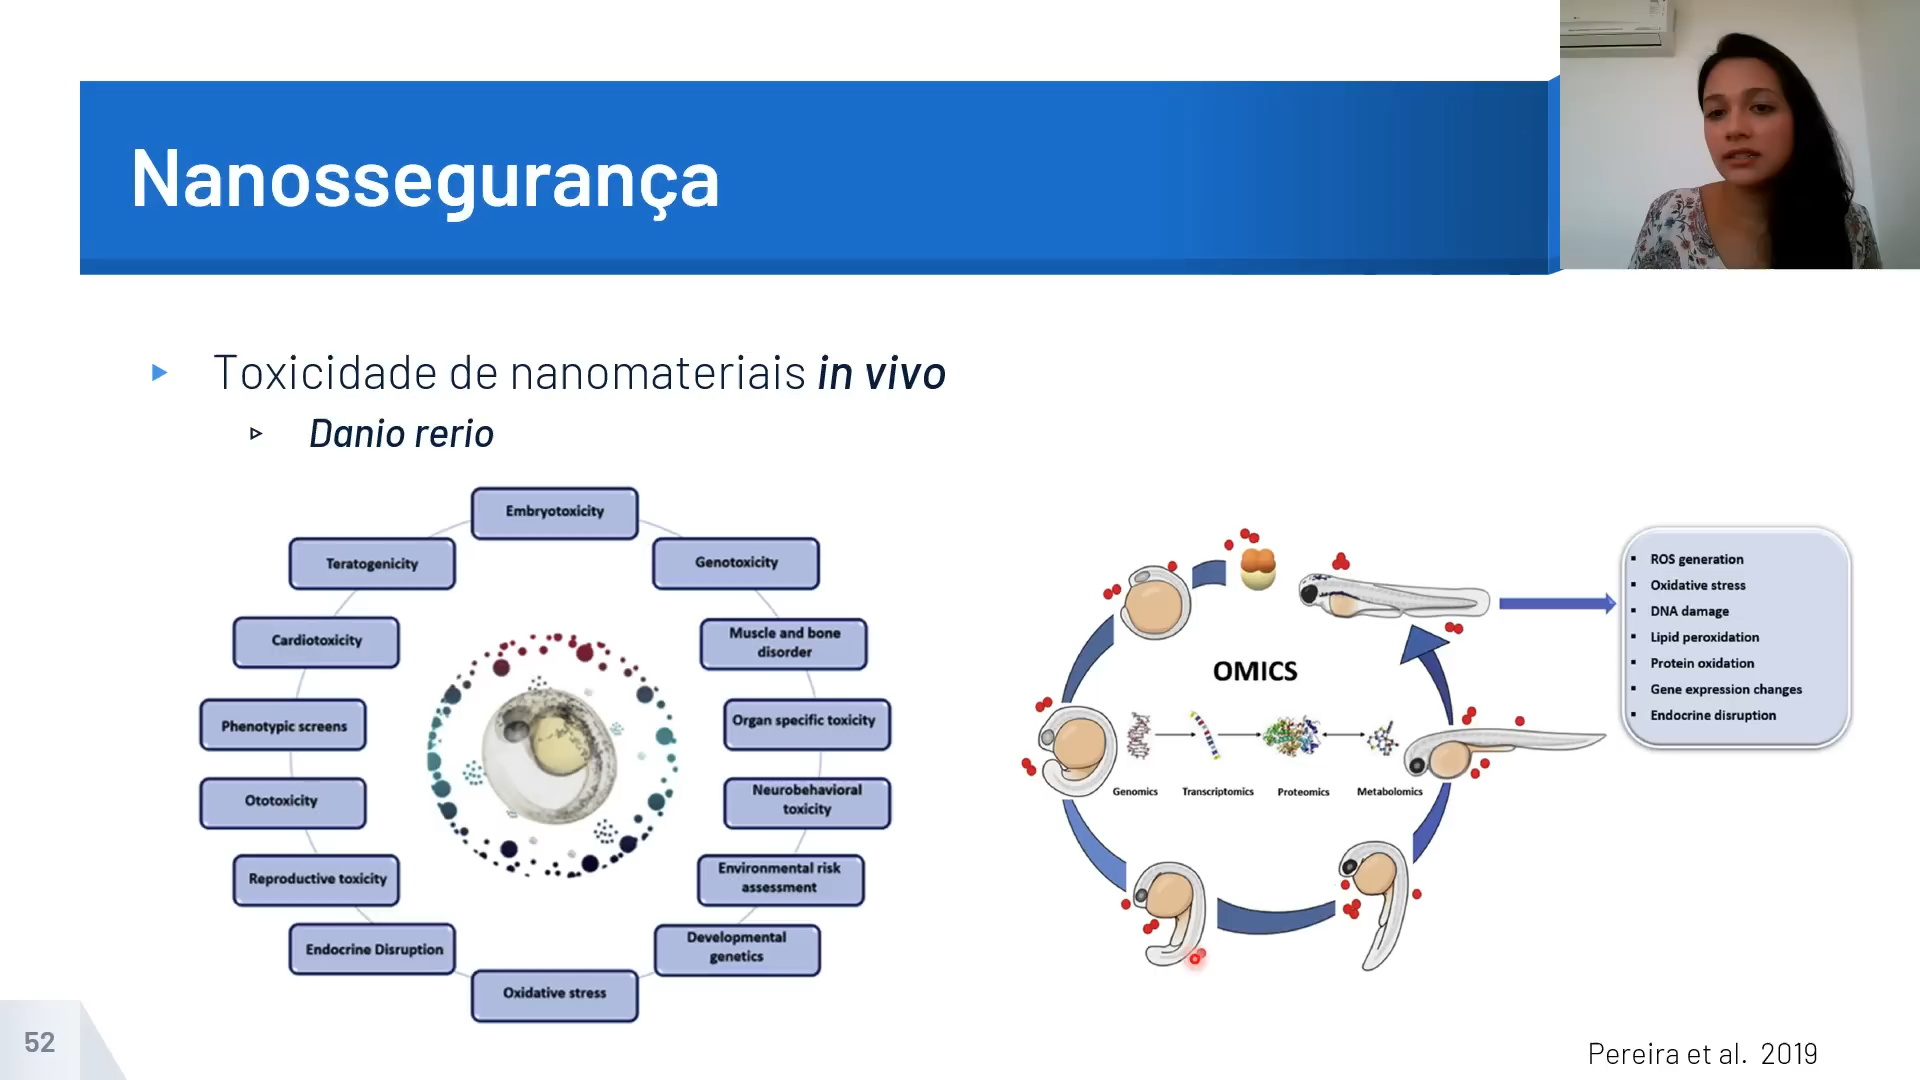 Nanossegurança
Toxicidade de nanomateriais in vivo
Danio rerio
Embryotoxicity
Teratogenicity
Genotoxicity
Cardiotoxicity
Muscle and bone
disorder
Phenotypic screens
Organ specific toxicity
Ototoxicity
Neurobehavioral
toxicity
Reproductive toxicity
Environmental risk
assessment
Endocrine Disruption
Developmental
genetics
Oxidative stress
OMICS
Genomics
Transcriptomics
Proteomics
Metabolomics
ROS generation
Oxidative stress
DNA damage
Lipid peroxidation
Protein oxidation
Gene expression changes
Endocrine disruption
52
Pereira et al. 2019